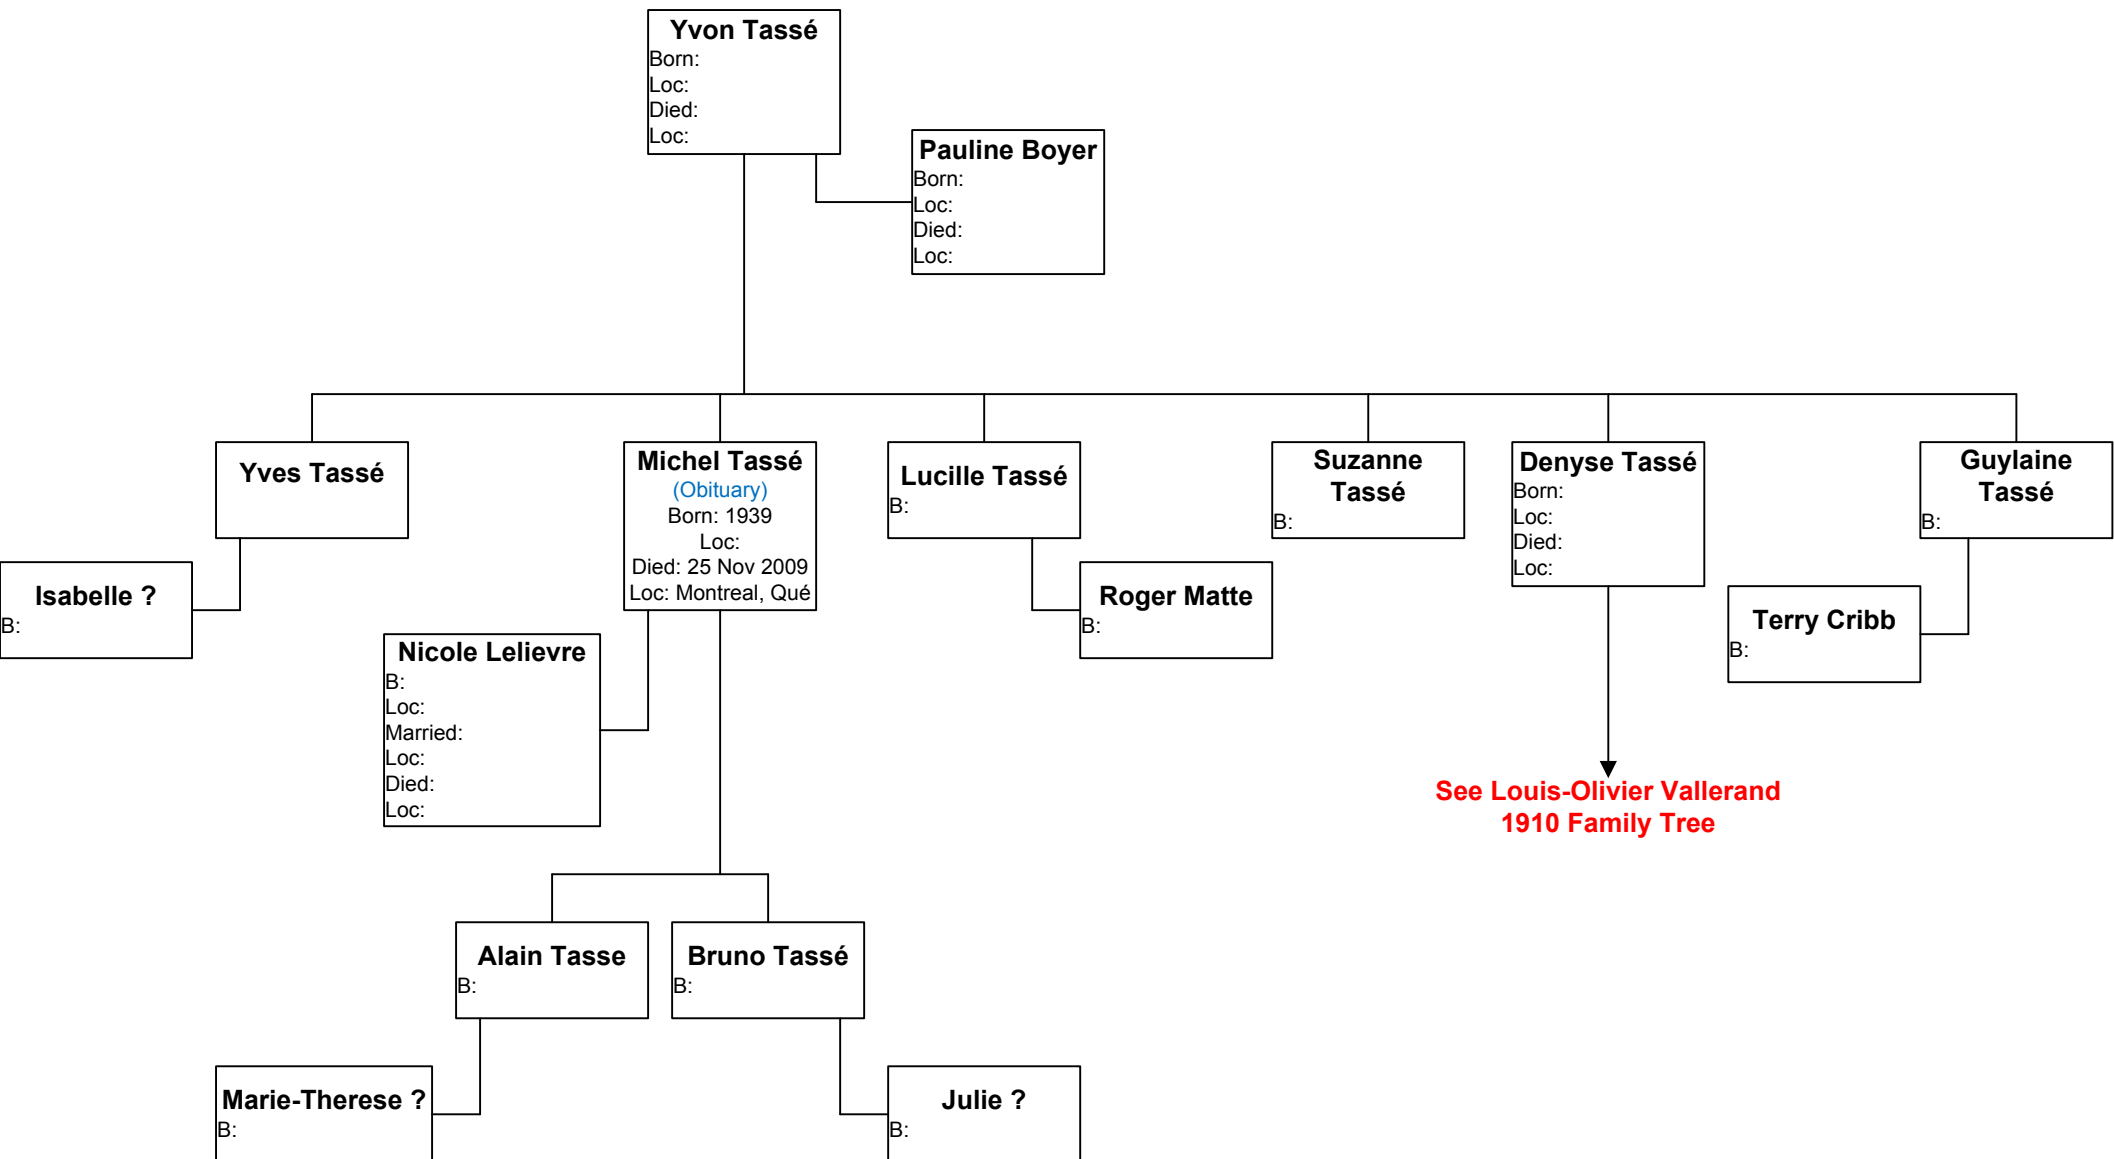 Yvon Tassé
Born:
Loc:
Died:
Loc:
Pauline Boyer
Born:
Loc:
Died:
Loc:
Yves Tassé
Michel Tassé
(Obituary)
Born: 1939
Loc:
Died: 25 Nov 2009
Loc: Montreal, Qué
Lucille Tassé
B:
Suzanne
Tassé
B:
Denyse Tassé
Born:
Loc:
Died:
Loc:
Guylaine
Tassé
B:
Isabelle ?
B:
Nicole Lelievre
B:
Loc:
Married:
Loc:
Died:
Loc:
Roger Matte
B:
Terry Cribb
B:
See Louis-Olivier Vallerand
1910 Family Tree
Alain Tasse
B:
Bruno Tassé
B:
Marie-Therese ?
B:
Julie ?
B: